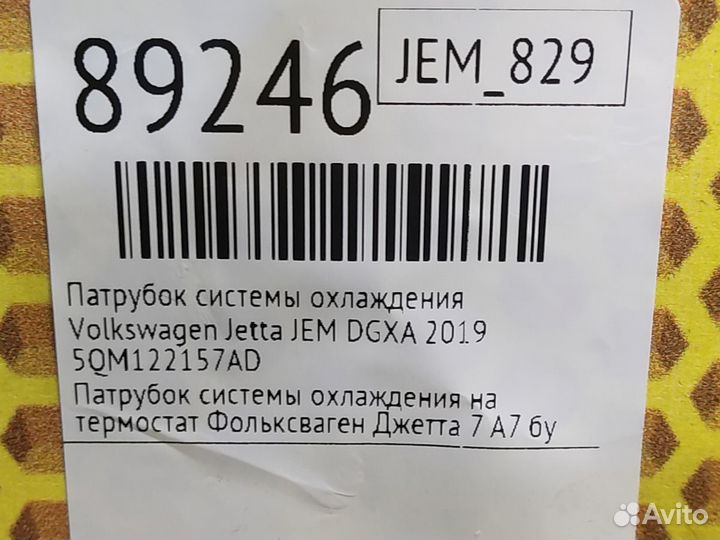 89246
JEM_829
Патрубок системы охлаждения
Volkswagen Jetta JEM DGXA 2019
5QM122157AD
Патрубок системы охлаждения на
термостат Фольксваген Джетта 7 А7 бу
Avito